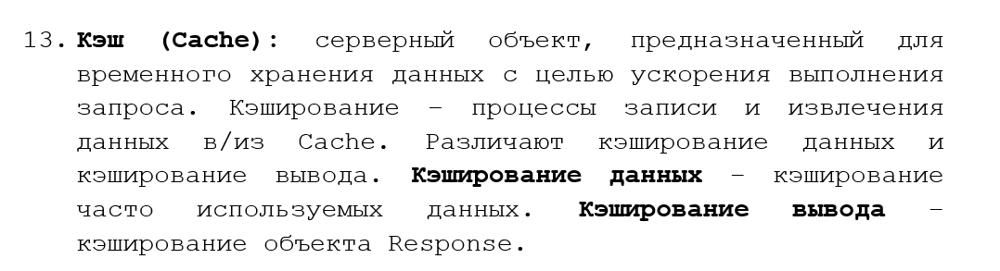 13. Кэш (Cache): серверный объект, предназначенный для
временного хранения данных с целью ускорения выполнения
запроса. Кэширование – процессы записи и извлечения
данных в/из Cache. Различают кэширование данных и
кэширование вывода. Кэширование данных – кэширование
часто используемых данных. Кэширование вывода –
кэширование объекта Response.